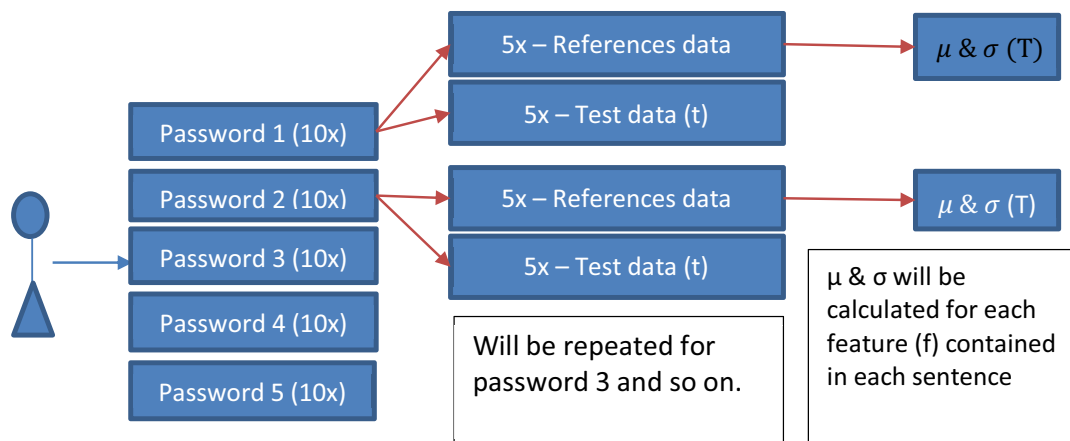 5x – References data
μ & σ (T)
Password 1 (10x)
5x – Test data (t)
Password 2 (10x)
5x – References data
μ & σ (T)
Password 3 (10x)
5x – Test data (t)
Password 4 (10x)
Password 5 (10x)
Will be repeated for
password 3 and so on.
μ & σ will be
calculated for each
feature (f) contained
in each sentence